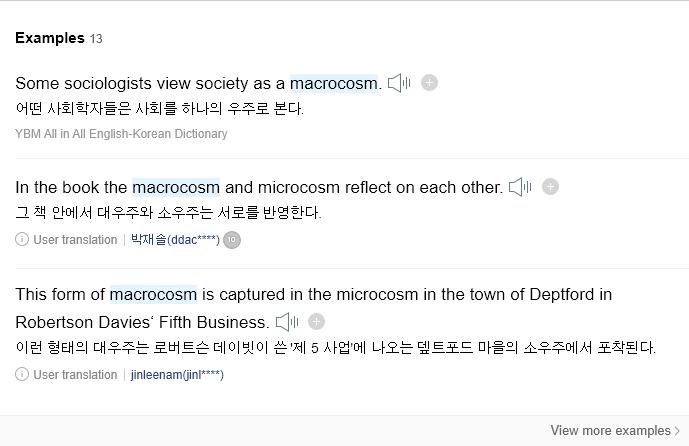 Examples 13
Some sociologists view society as a macrocosm.
어떤 사회학자들은 사회를 하나의 우주로 본다.
YBM All in All English-Korean Dictionary
In the book the macrocosm and microcosm reflect on each other.
그 책 안에서 대우주와 소우주는 서로를 반영한다.
User translation | 박재솔(ddac****) 10
This form of macrocosm is captured in the microcosm in the town of Deptford in
Robertson Davies‘ Fifth Business.
이런 형태의 대우주는 로버트슨 데이빗이 쓴 '제 5 사업'에 나오는 뎊트포드 마을의 소우주에서 포착된다.
User translation | jinleenam(jinl****)
View more examples